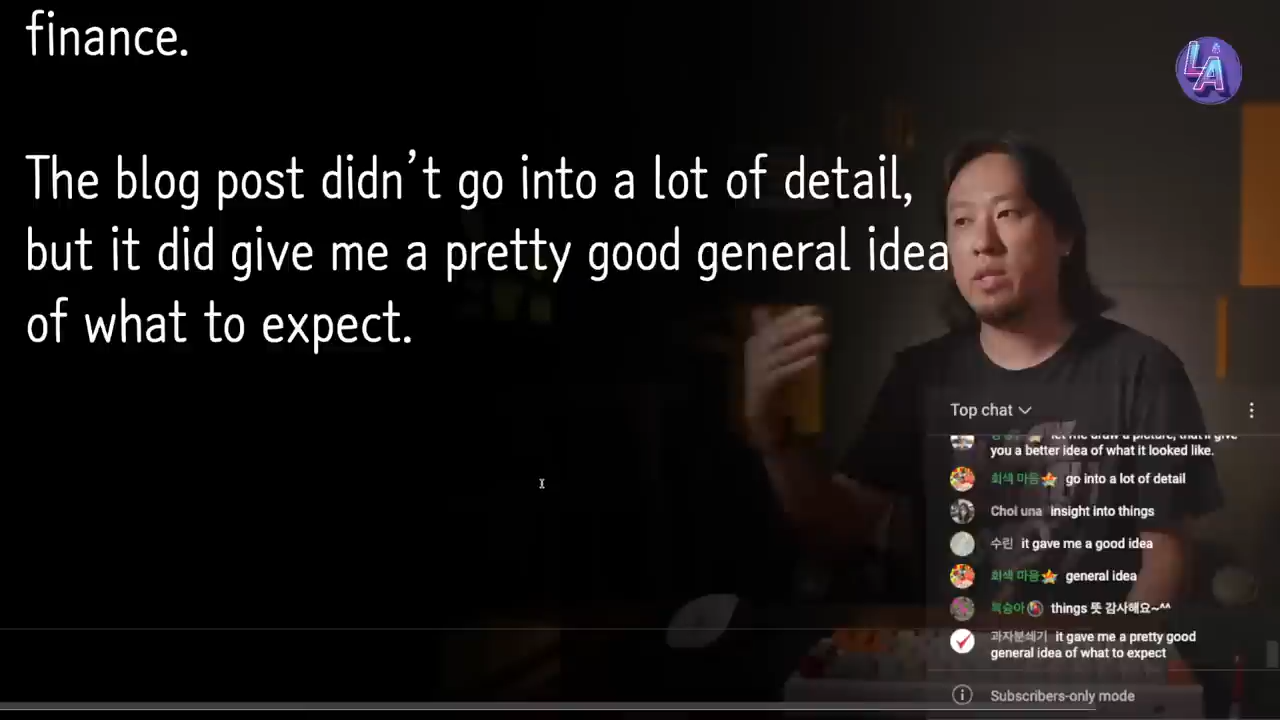 finance.
The blog post didn't go into a lot of detail,
but it did give me a pretty good general idea
of what to expect.
LA
Top chat
you a better idea of what it looked like.
회색 마음 go into a lot of detail
Choi una insight into things
수린 it gave me a good idea
회색 마음 general idea
복숭아 things 뜻 감사해요~^^
과자분쇄기 it gave me a pretty good
general idea of what to expect
Subscribers-only mode